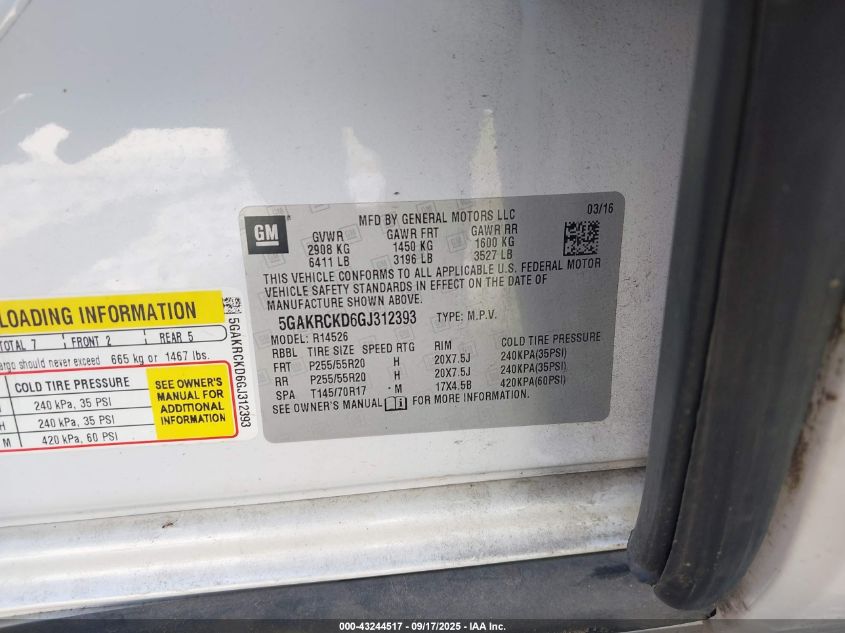 GM
MFD BY GENERAL MOTORS LLC
03/16
GVWR GAWR FRT GAWR RR
2908 KG 1450 KG 1600 KG
6411 LB 3196 LB 3527 LB
THIS VEHICLE CONFORMS TO ALL APPLICABLE U.S. FEDERAL MOTOR
VEHICLE SAFETY STANDARDS IN EFFECT ON THE DATE OF
MANUFACTURE SHOWN ABOVE.
5GAKRCKD6GJ312393 TYPE: M.P.V.
MODEL: R14526
RBBL TIRE SIZE SPEED RTG RIM COLD TIRE PRESSURE
FRT P255/55R20 H 20X7.5J 240KPA(35PSI)
RR P255/55R20 H 20X7.5J 240KPA(35PSI)
SPA T145/70R17 M 17X4.5B 420KPA(60PSI)
SEE OWNER'S MANUAL i FOR MORE INFORMATION.
LOADING INFORMATION
TOTAL 7 FRONT 2 REAR 5
argo should never exceed 665 kg or 1467 lbs.
COLD TIRE PRESSURE
240 kPa, 35 PSI
H 240 kPa, 35 PSI
M 420 kPa, 60 PSI
SEE OWNER'S
MANUAL FOR
ADDITIONAL
INFORMATION
5GAKRCKD6GJ312393
000-43244517 - 09/17/2025 - IAA Inc.